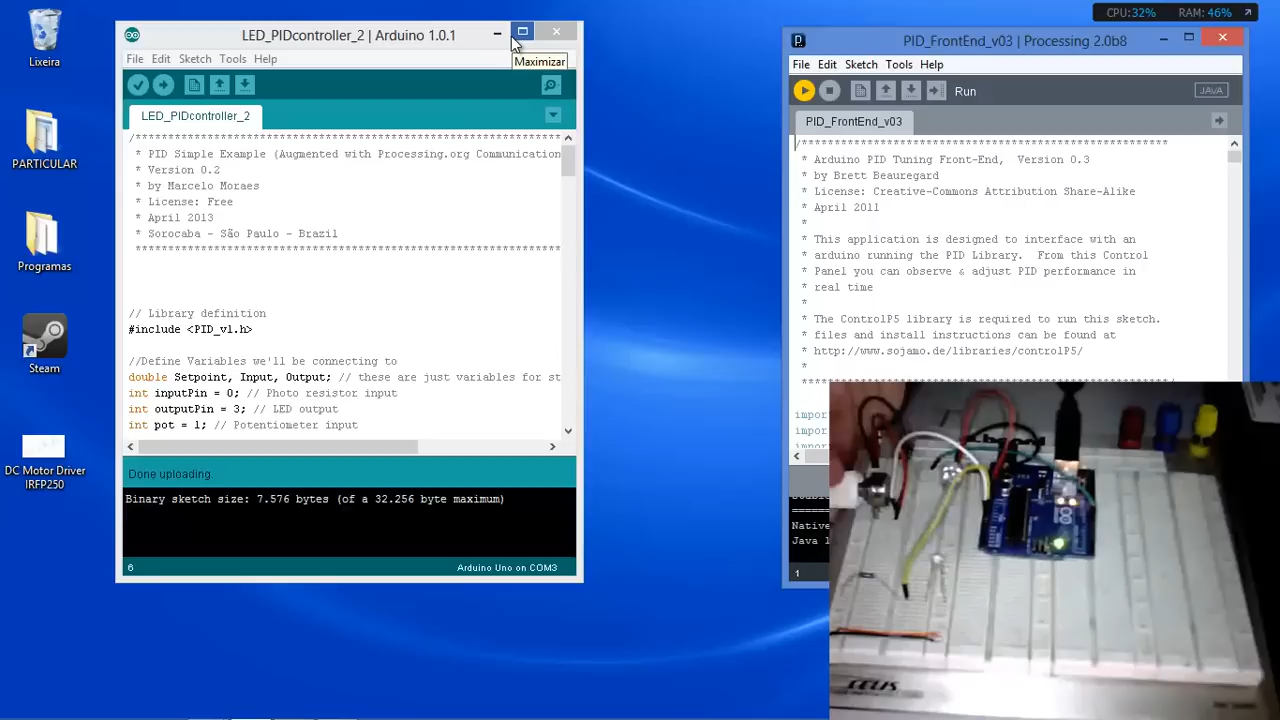 CPU:32% RAM: 46%
Lixeira
PARTICULAR
Programas
Steam
DC Motor Driver
IRFP250
LED_PIDcontroller_2 | Arduino 1.0.1
Maximizar
File Edit Sketch Tools Help
LED_PIDcontroller_2
/*****************************************************************
* PID Simple Example (Augmented with Processing.org Communication
* Version 0.2
* by Marcelo Moraes
* License: Free
* April 2013
* Sorocaba - São Paulo - Brazil
*****************************************************************
// Library definition
#include <PID_v1.h>
//Define Variables we'll be connecting to
double Setpoint, Input, Output; // these are just variables for st
int inputPin = 0; // Photo resistor input
int outputPin = 3; // LED output
int pot = 1; // Potentiometer input
Done uploading.
Binary sketch size: 7.576 bytes (of a 32.256 byte maximum)
6
Arduino Uno on COM3
PID_FrontEnd_v03 | Processing 2.0b8
File Edit Sketch Tools Help
Run
JAVA
PID_FrontEnd_v03
/*****************************************************
* Arduino PID Tuning Front-End, Version 0.3
* by Brett Beauregard
* License: Creative-Commons Attribution Share-Alike
* April 2011
*
* This application is designed to interface with an
* arduino running the PID Library. From this Control
* Panel you can observe & adjust PID performance in
* real time
*
* The ControlP5 library is required to run this sketch.
* files and install instructions can be found at
* http://www.sojamo.de/libraries/controlP5/
*
*****************************************************/
impor
impor
Nativ
Java l
1
CELIS